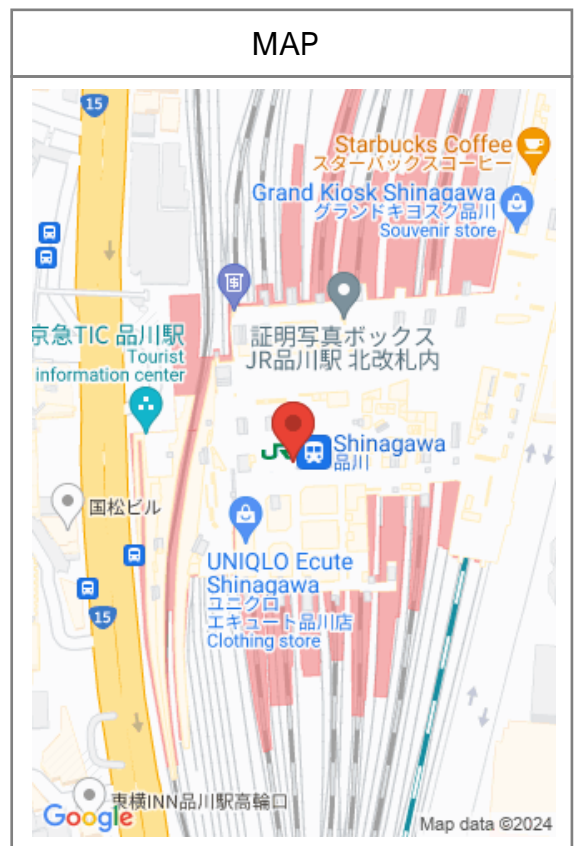 MAP
15
Starbucks Coffee
スターバックスコーヒー
Grand Kiosk Shinagawa
グランドキヨスク品川
Souvenir store
京急TIC 品川駅
Tourist
information center
証明写真ボックス
JR品川駅 北改札内
JR
Shinagawa
品川
国松ビル
UNIQLO Ecute
Shinagawa
ユニクロ
エキュート品川店
Clothing store
15
東横INN品川駅高輪口
Google
Map data ©2024